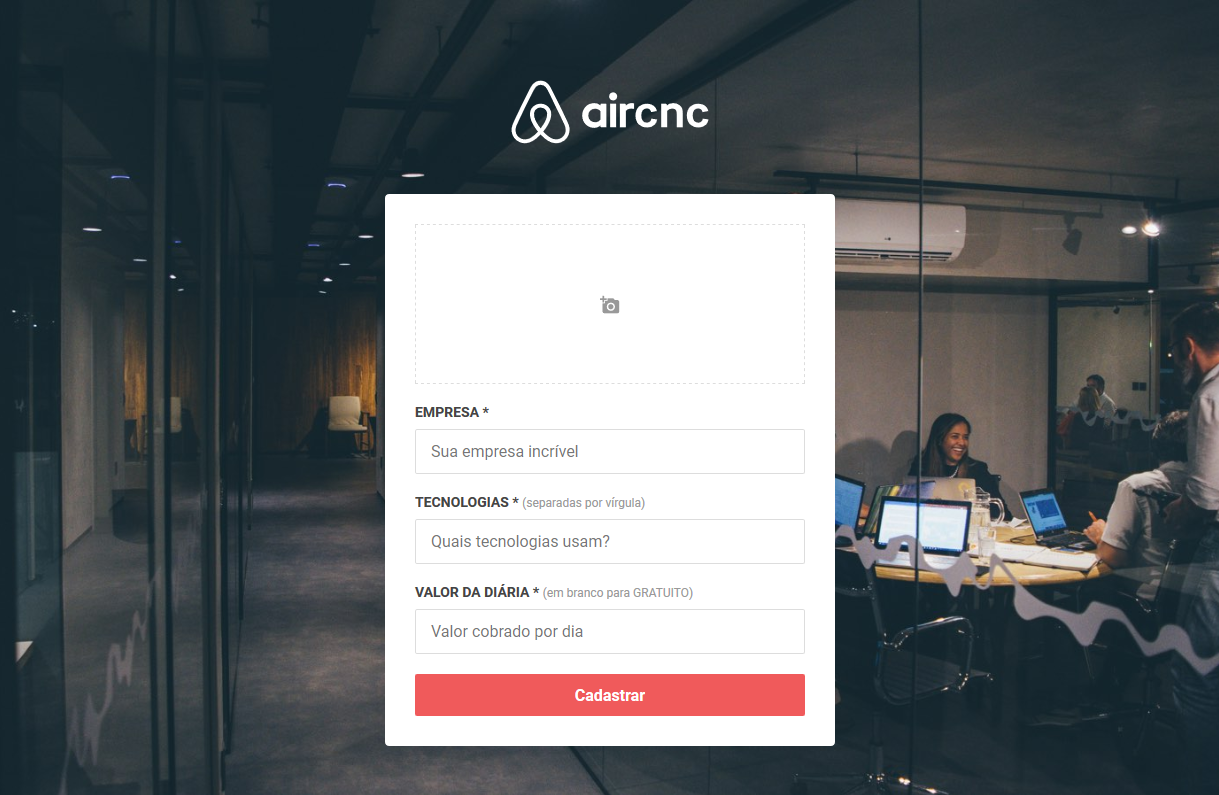 aircnc
EMPRESA *
Sua empresa incrível
TECNOLOGIAS * (separadas por vírgula)
Quais tecnologias usam?
VALOR DA DIÁRIA * (em branco para GRATUITO)
Valor cobrado por dia
Cadastrar